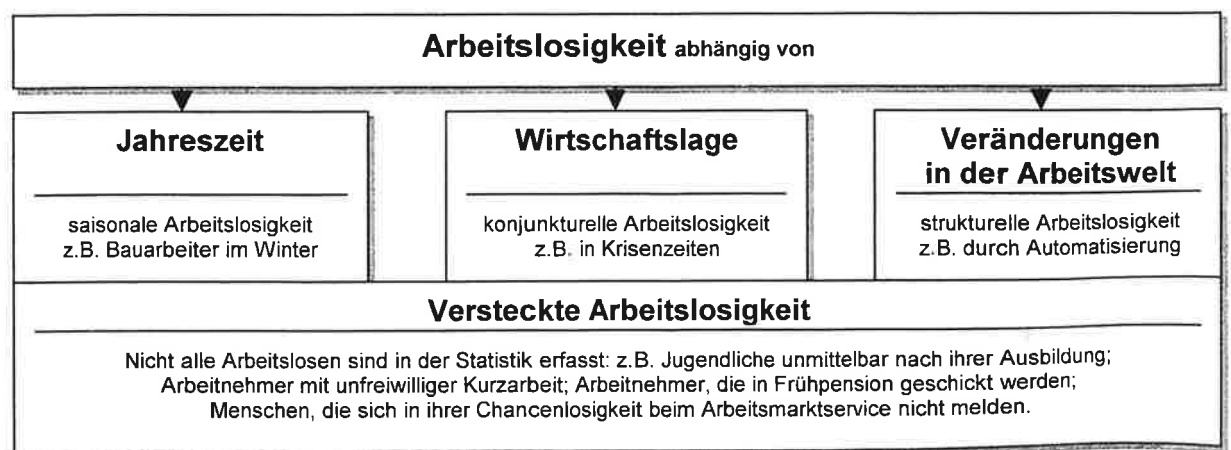 Arbeitslosigkeit abhängig von
Jahreszeit
saisonale Arbeitslosigkeit
z.B. Bauarbeiter im Winter
Wirtschaftslage
konjunkturelle Arbeitslosigkeit
z.B. in Krisenzeiten
Veränderungen
in der Arbeitswelt
strukturelle Arbeitslosigkeit
z.B. durch Automatisierung
Versteckte Arbeitslosigkeit
Nicht alle Arbeitslosen sind in der Statistik erfasst: z.B. Jugendliche unmittelbar nach ihrer Ausbildung;
Arbeitnehmer mit unfreiwilliger Kurzarbeit; Arbeitnehmer, die in Frühpension geschickt werden;
Menschen, die sich in ihrer Chancenlosigkeit beim Arbeitsmarktservice nicht melden.